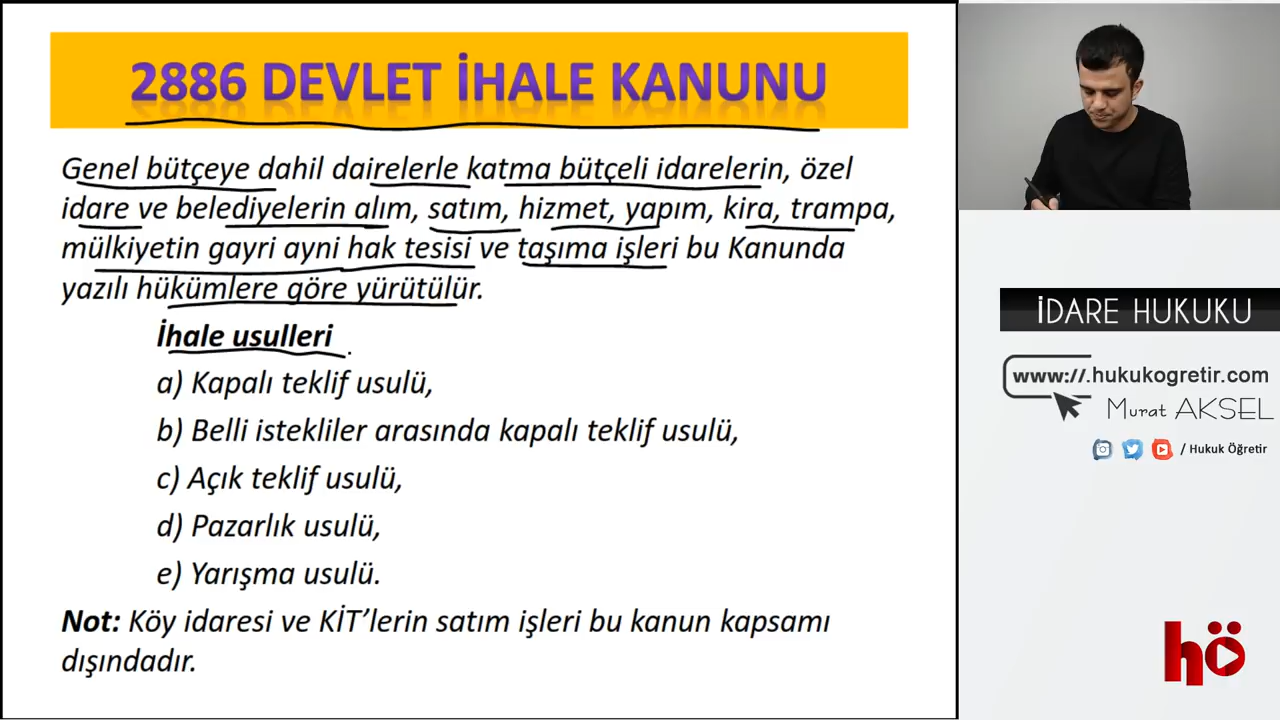 2886 DEVLET İHALE KANUNU
Genel bütçeye dahil dairelerle katma bütçeli idarelerin, özel
idare ve belediyelerin alım, satım, hizmet, yapım, kira, trampa,
mülkiyetin gayri ayni hak tesisi ve taşıma işleri bu Kanunda
yazılı hükümlere göre yürütülür.
İhale usulleri
a) Kapalı teklif usulü,
b) Belli istekliler arasında kapalı teklif usulü,
c) Açık teklif usulü,
d) Pazarlık usulü,
e) Yarışma usulü.
Not: Köy idaresi ve KİT’lerin satım işleri bu kanun kapsamı
dışındadır.
İDARE HUKUKU
www://.hukukogretir.com
Murat AKSEL
/ Hukuk Öğretir
hö